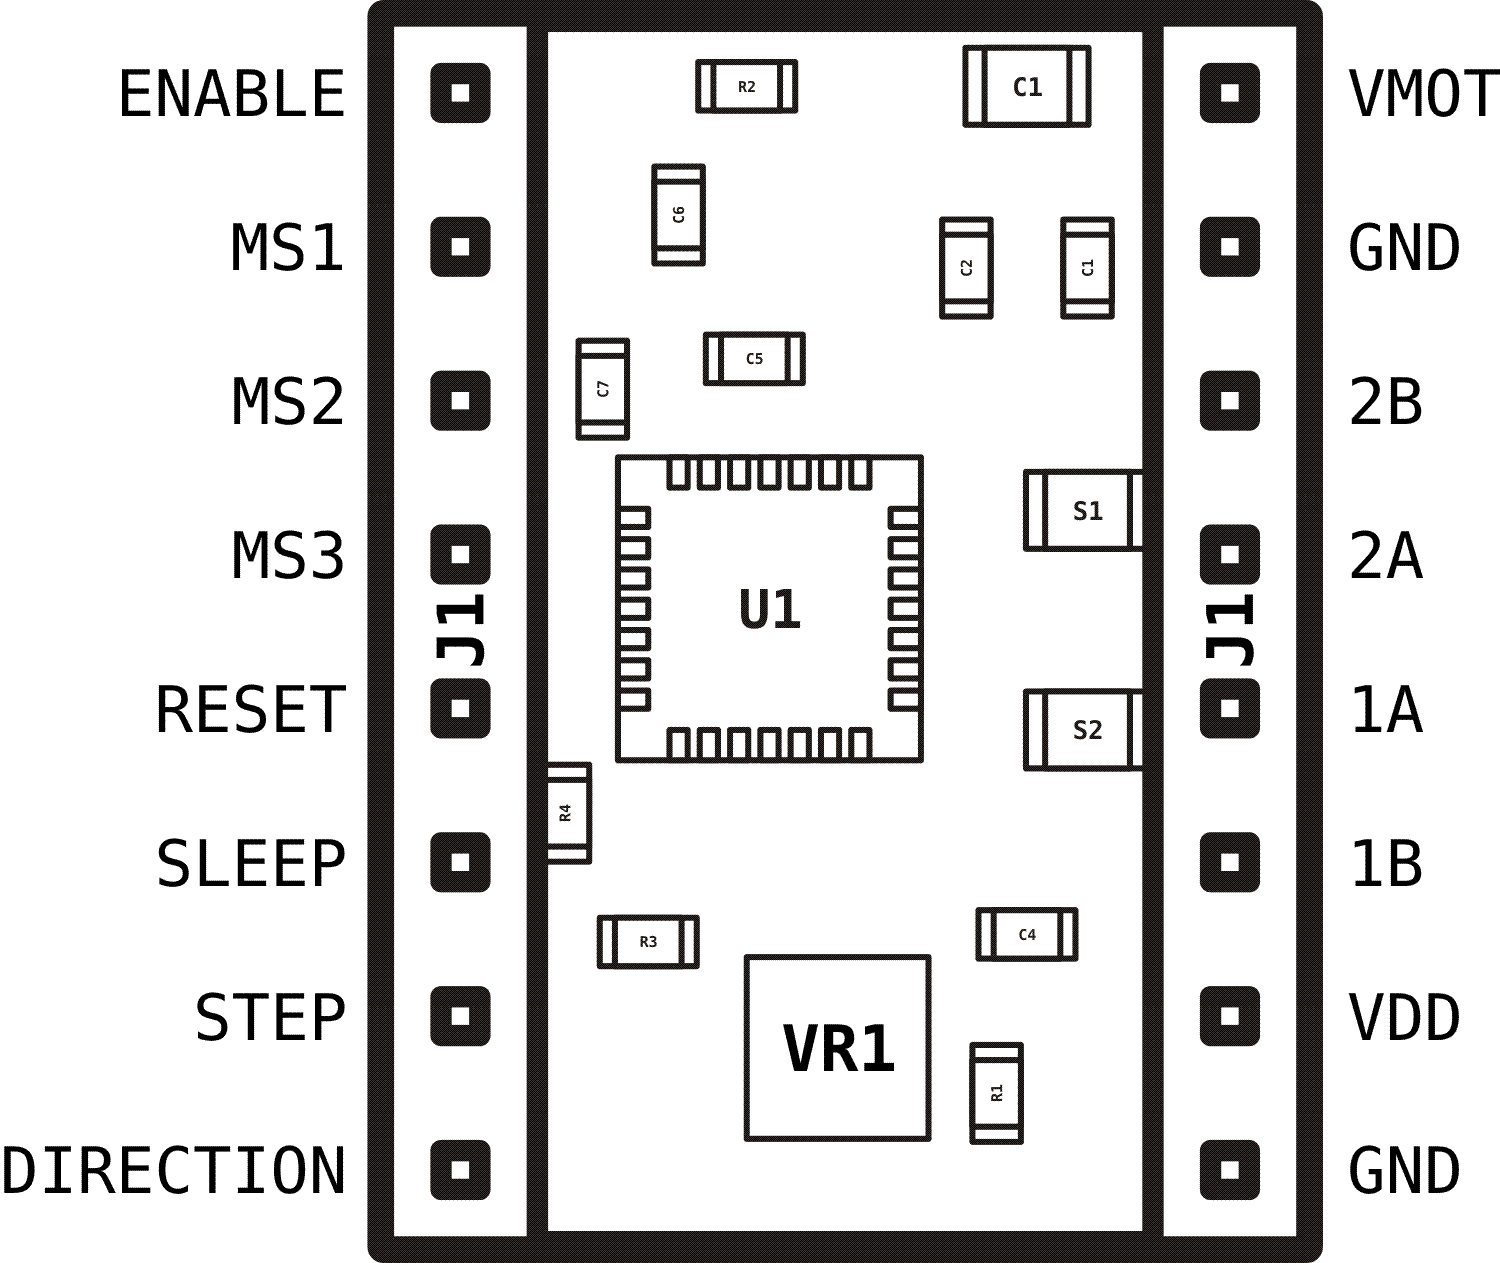 ENABLE
R2
C1
VMOT
MS1
C6
C2
C1
GND
MS2
C7
C5
2B
MS3
S1
2A
J1
U1
J1
RESET
S2
1A
SLEEP
R4
1B
R3
C4
STEP
VR1
VDD
R1
DIRECTION
GND